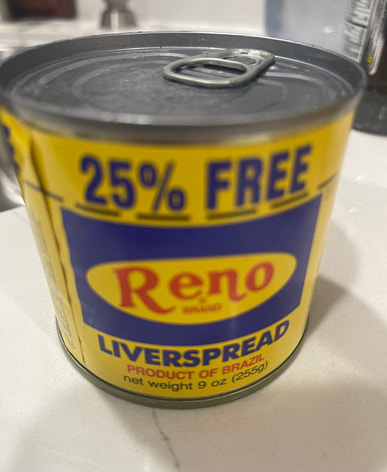 25% FREE
Reno
BRAND
LIVERSPREAD
PRODUCT OF BRAZIL
net weight 9 oz (255g)